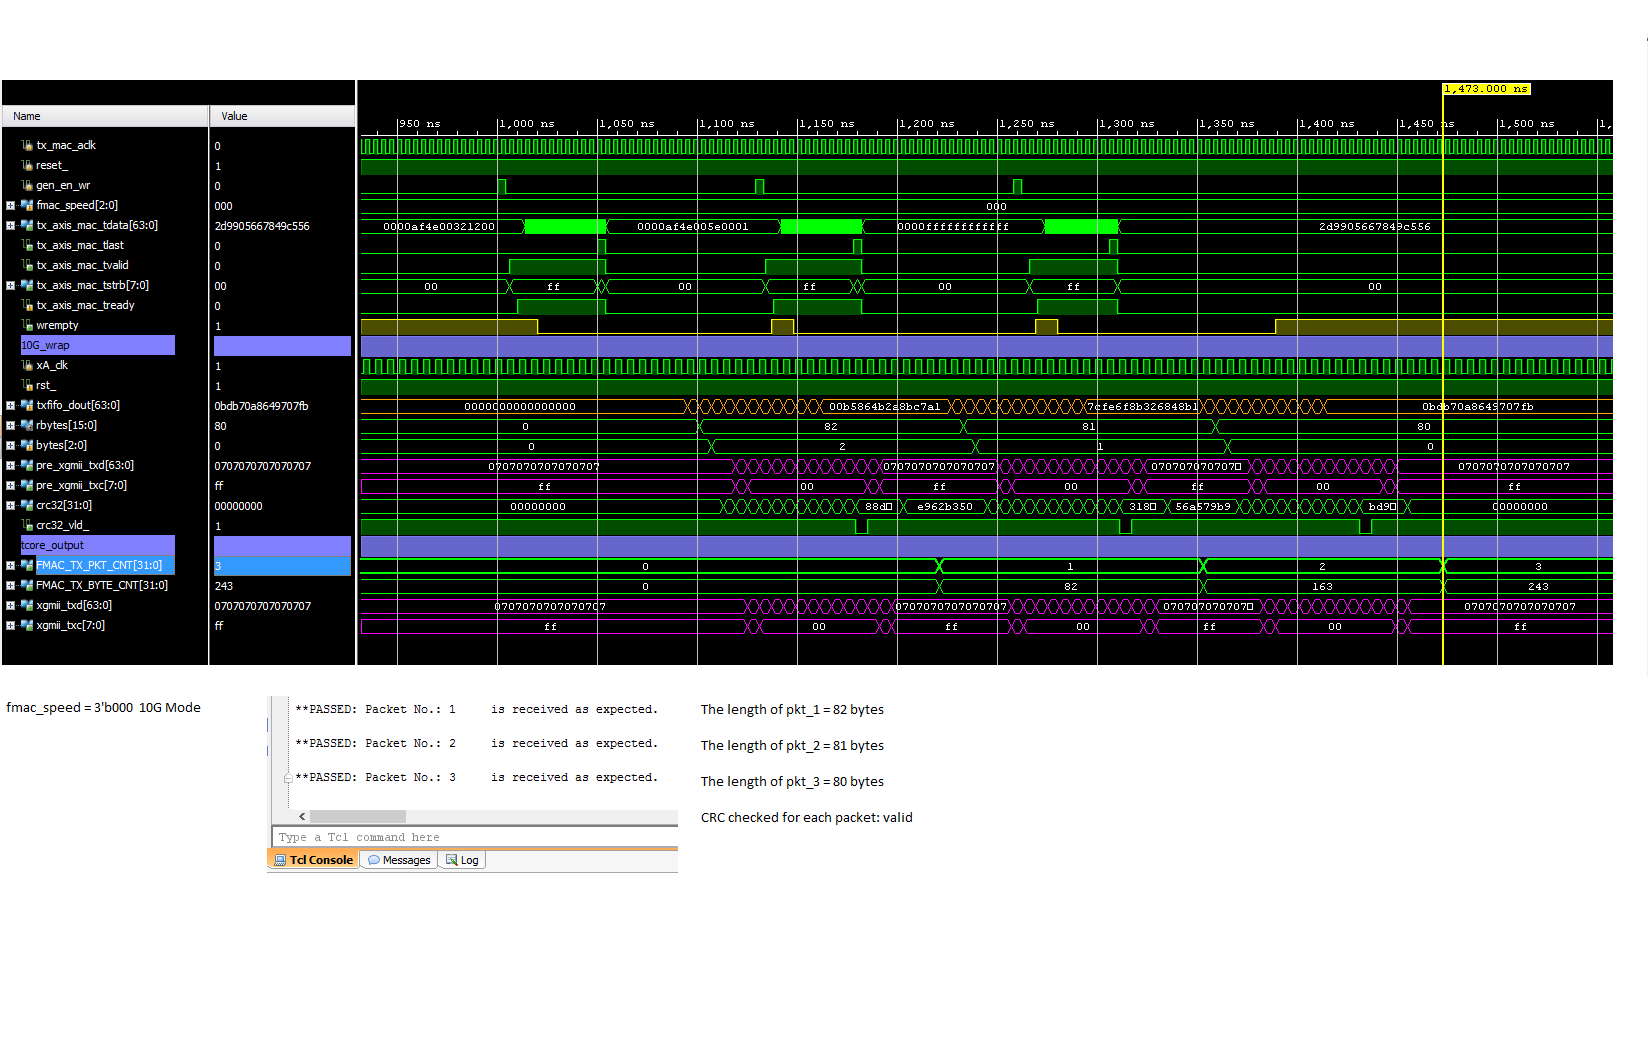 1,473.000 ns
Name Value
950 ns 1,000 ns 1,050 ns 1,100 ns 1,150 ns 1,200 ns 1,250 ns 1,300 ns 1,350 ns 1,400 ns 1,450 ns 1,500 ns 1,
tx_mac_aclk 0
reset_ 1
gen_en_wr 0
fmac_speed[2:0] 000 000
tx_axis_mac_tdata[63:0] 2d9905667849c556 0000af4e00321200 0000af4e005e0001 0000ffffffffffff 2d9905667849c556
tx_axis_mac_tlast 0
tx_axis_mac_tvalid 0
tx_axis_mac_tstrb[7:0] 00 00 ff 00 ff 00 ff 00
tx_axis_mac_tready 0
wrempty 1
10G_wrap
xA_clk 1
rst_ 1
txfifo_dout[63:0] 0bdb70a8649707fb 0000000000000000 00b5864b2a8bc7a1 7cfe6f8b326848b1 0bdb70a8649707fb
rbytes[15:0] 80 0 82 81 80
bytes[2:0] 0 0 2 1 0
pre_xgmii_txd[63:0] 0707070707070707 0707070707070707 0707070707070707 070707070707 0707070707070707
pre_xgmii_txc[7:0] ff ff 00 ff 00 ff 00 ff
crc32[31:0] 00000000 00000000 88d e962b350 318 56a579b9 bd9 00000000
crc32_vld_ 1
tcore_output
FMAC_TX_PKT_CNT[31:0] 3 0 1 2 3
FMAC_TX_BYTE_CNT[31:0] 243 0 82 163 243
xgmii_txd[63:0] 0707070707070707 0707070707070707 0707070707070707 070707070707 0707070707070707
xgmii_txc[7:0] ff ff 00 ff 00 ff 00 ff
fmac_speed = 3'b000 10G Mode
**PASSED: Packet No.: 1 is received as expected. The length of pkt_1 = 82 bytes
**PASSED: Packet No.: 2 is received as expected. The length of pkt_2 = 81 bytes
**PASSED: Packet No.: 3 is received as expected. The length of pkt_3 = 80 bytes
CRC checked for each packet: valid
Type a Tcl command here
Tcl Console Messages Log